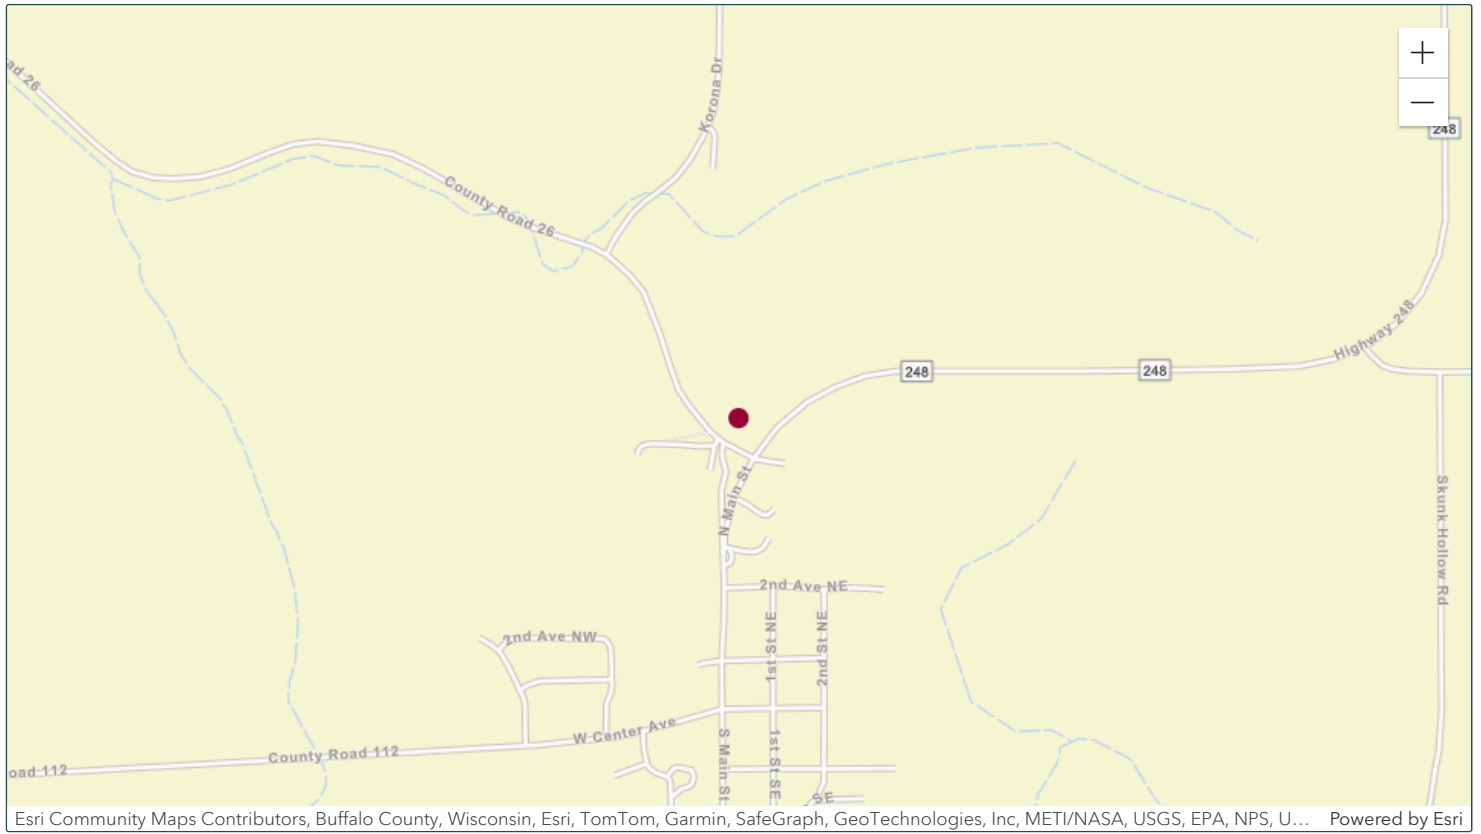 ad 26
Korona Dr
+
−
248
County Road 26
Highway 248
248
248
N Main St
Skunk Hollow Rd
2nd Ave NE
1st St NE
2nd St NE
2nd Ave NW
W Center Ave
County Road 112
oad 112
S Main St
1st St SE
SE
Esri Community Maps Contributors, Buffalo County, Wisconsin, Esri, TomTom, Garmin, SafeGraph, GeoTechnologies, Inc, METI/NASA, USGS, EPA, NPS, U... Powered by Esri